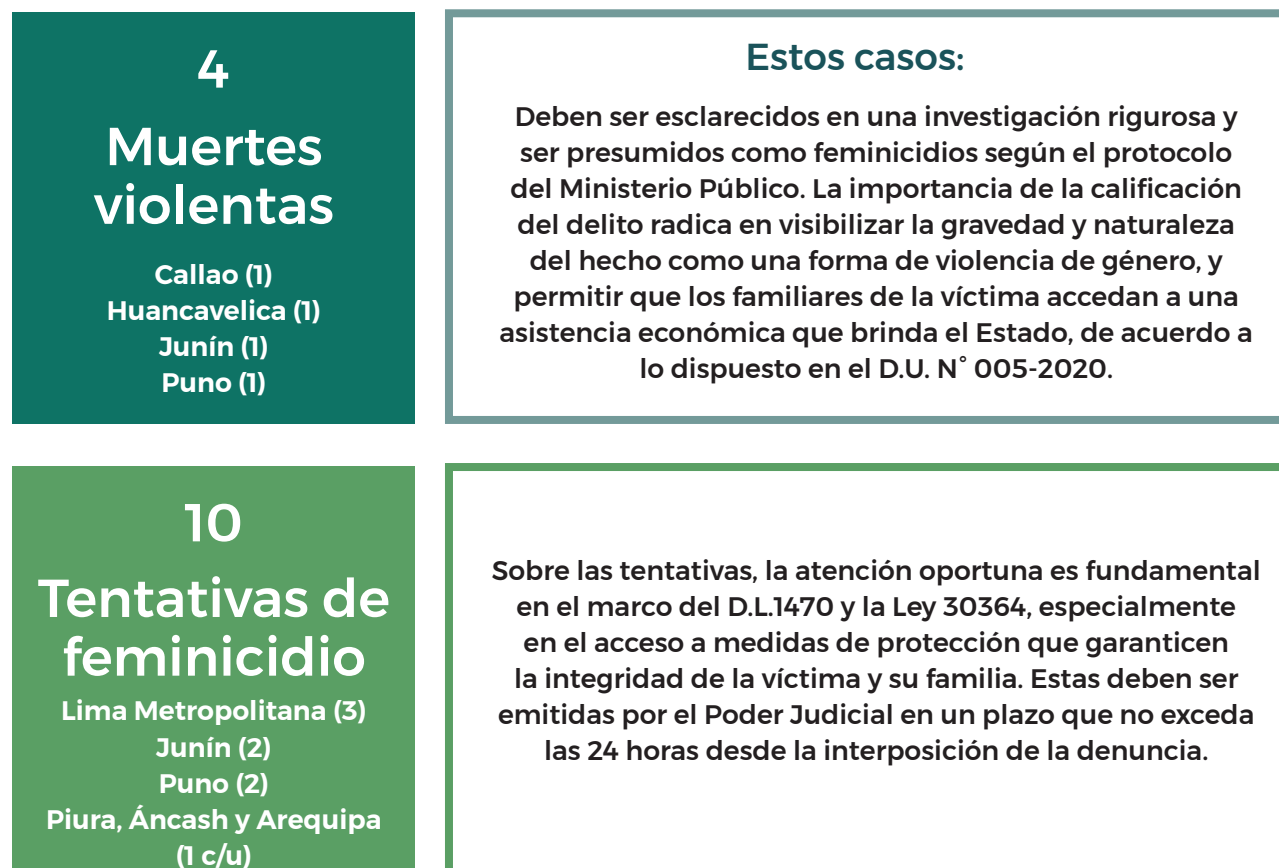 4
Muertes
violentas
Callao (1)
Huancavelica (1)
Junín (1)
Puno (1)
Estos casos:
Deben ser esclarecidos en una investigación rigurosa y
ser presumidos como feminicidios según el protocolo
del Ministerio Público. La importancia de la calificación
del delito radica en visibilizar la gravedad y naturaleza
del hecho como una forma de violencia de género, y
permitir que los familiares de la víctima accedan a una
asistencia económica que brinda el Estado, de acuerdo a
lo dispuesto en el D.U. N° 005-2020.
10
Tentativas de
feminicidio
Lima Metropolitana (3)
Junín (2)
Puno (2)
Piura, Áncash y Arequipa
(1 c/u)
Sobre las tentativas, la atención oportuna es fundamental
en el marco del D.L.1470 y la Ley 30364, especialmente
en el acceso a medidas de protección que garanticen
la integridad de la víctima y su familia. Estas deben ser
emitidas por el Poder Judicial en un plazo que no exceda
las 24 horas desde la interposición de la denuncia.